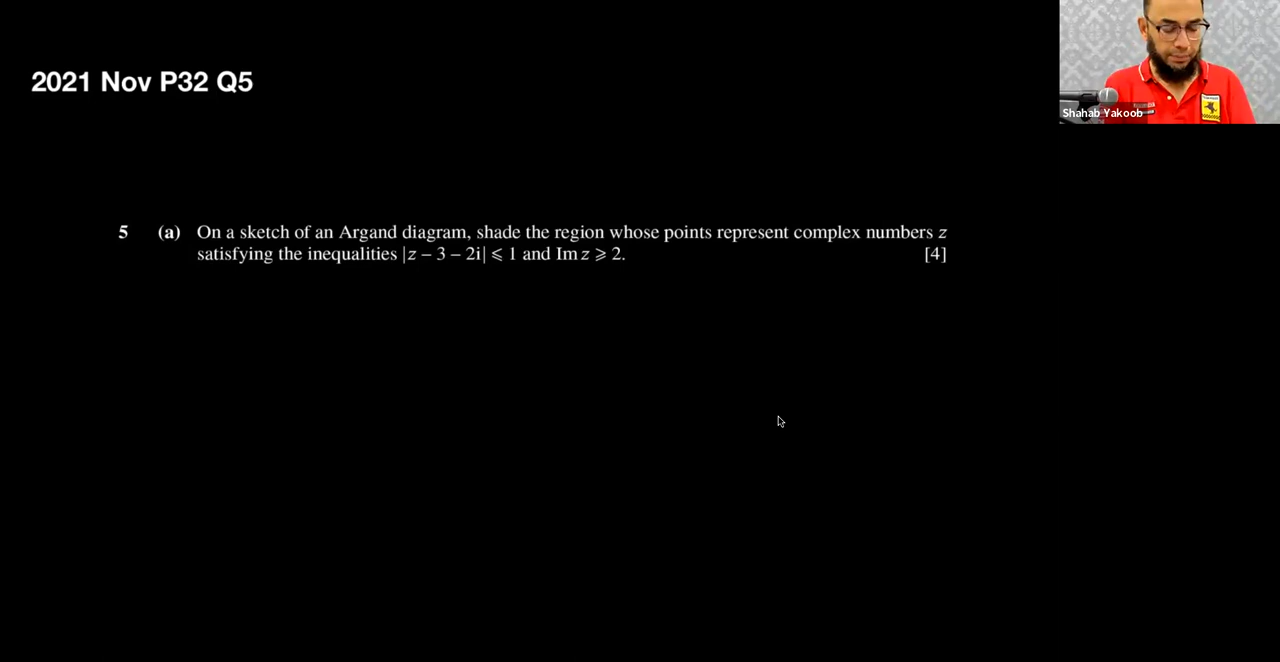 2021 Nov P32 Q5
Shahab Yakoob
5 (a) On a sketch of an Argand diagram, shade the region whose points represent complex numbers z
satisfying the inequalities |z − 3 − 2i| ⩽ 1 and Im z ⩾ 2. [4]